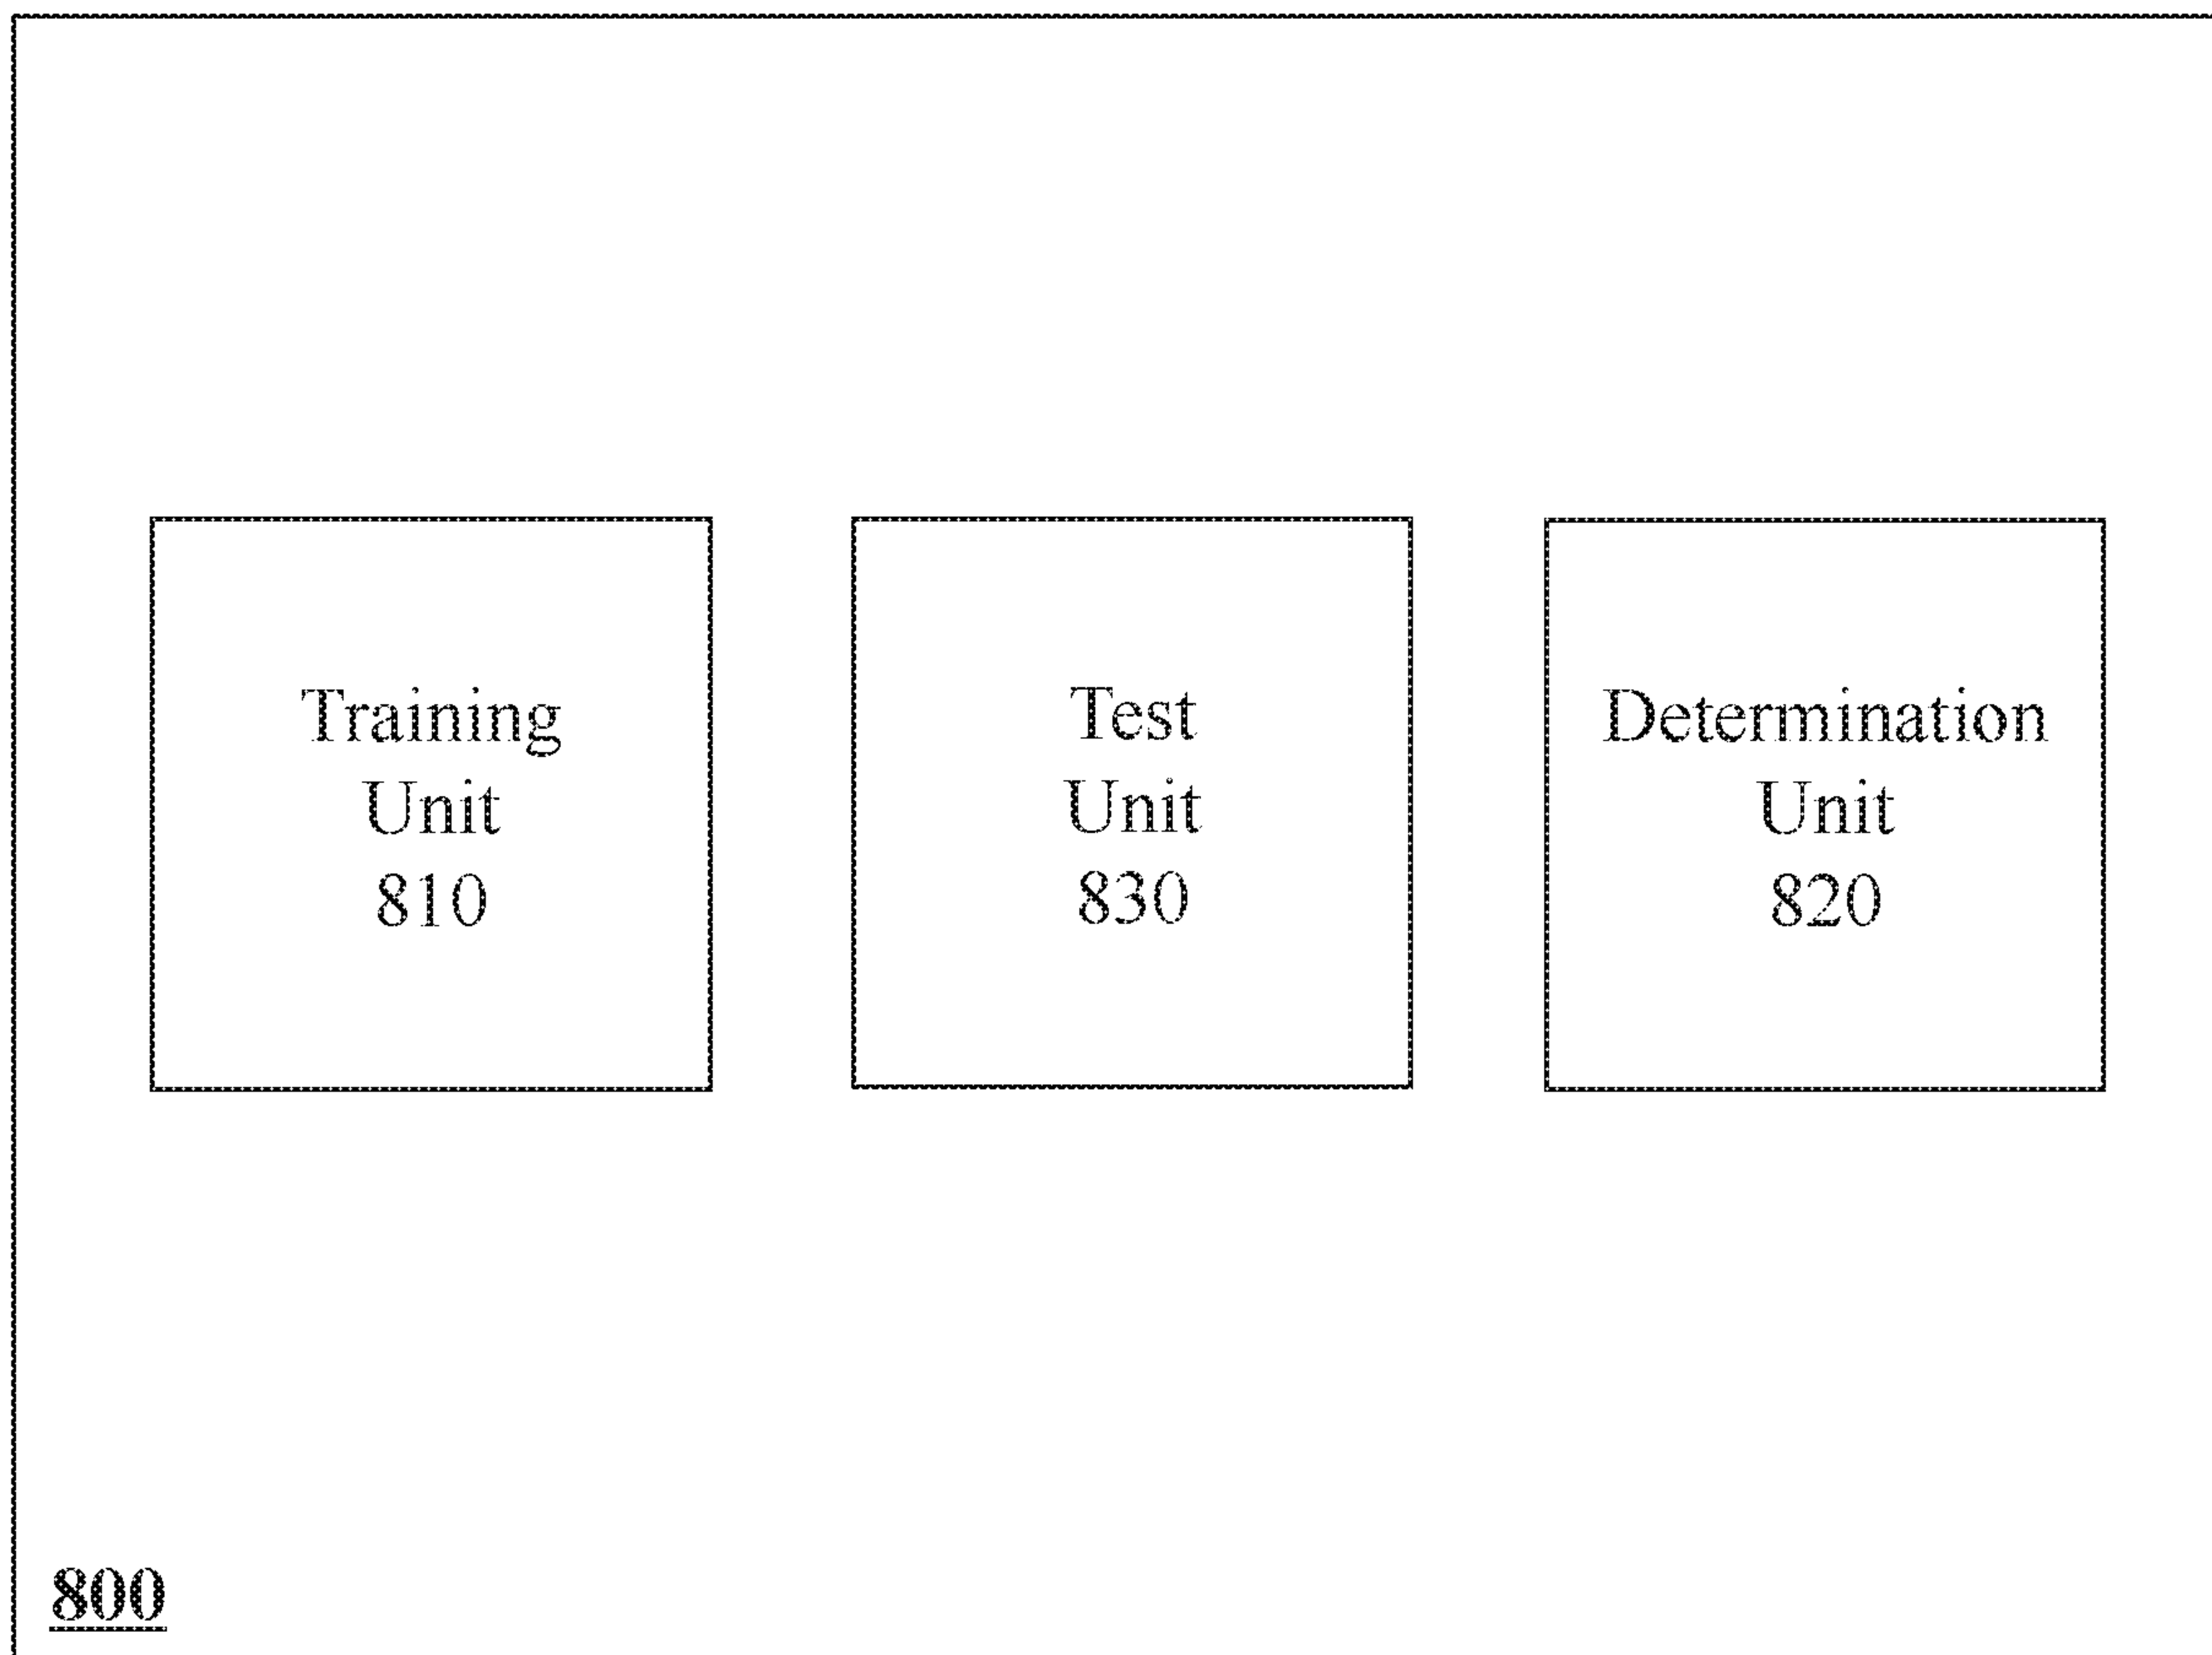 Training
Unit
810
Test
Unit
830
Determination
Unit
820
800